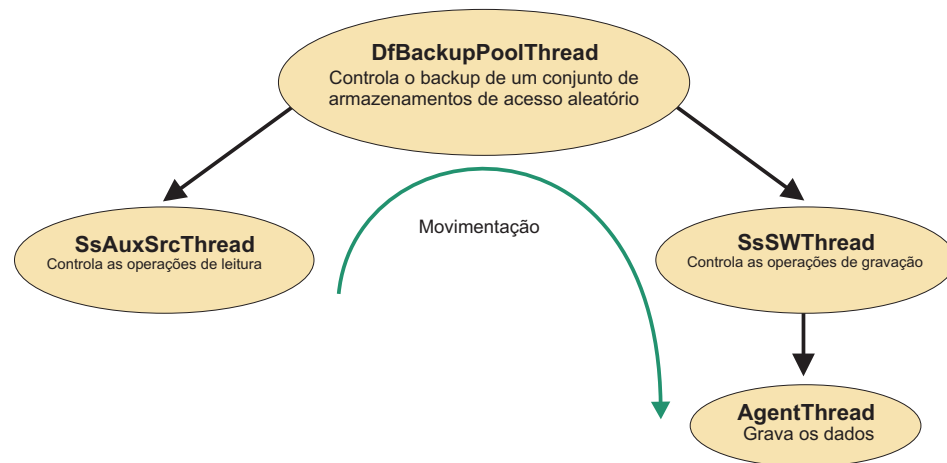 DfBackupPoolThread
Controla o backup de um conjunto de
armazenamentos de acesso aleatório
Movimentação
SsAuxSrcThread
Controla as operações de leitura
SsSWThread
Controla as operações de gravação
AgentThread
Grava os dados